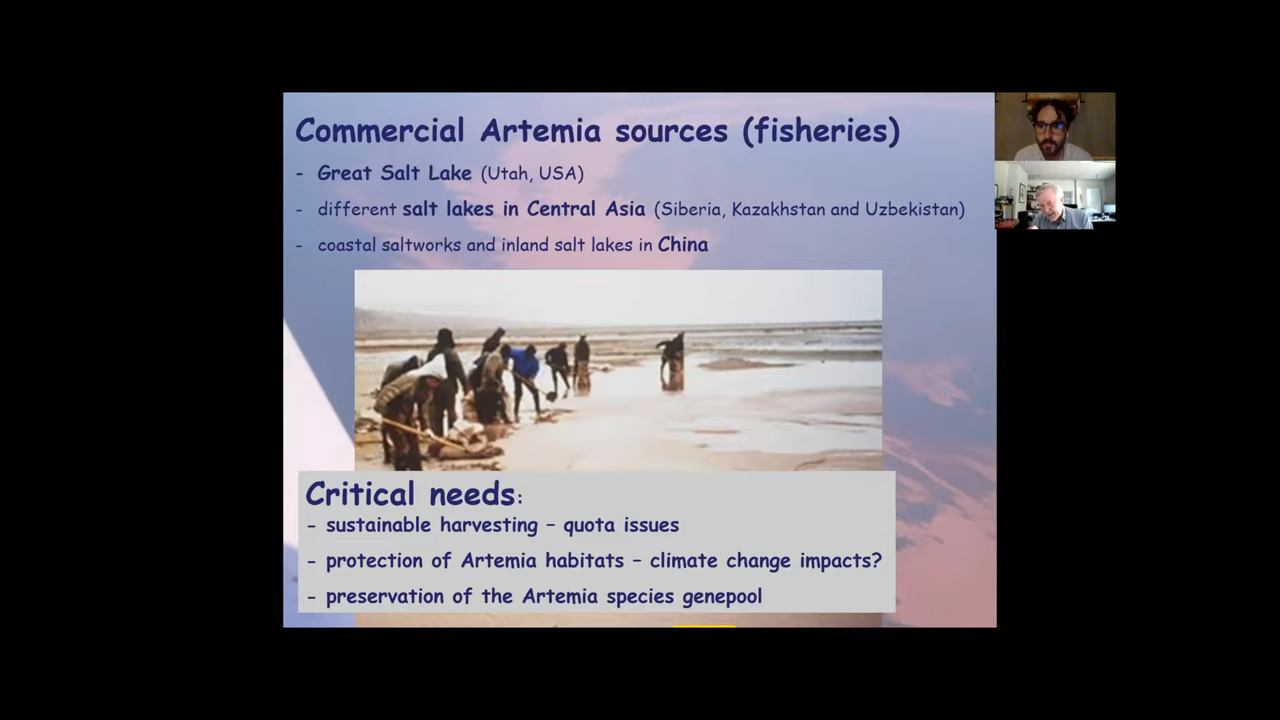 Commercial Artemia sources (fisheries)
- Great Salt Lake (Utah, USA)
- different salt lakes in Central Asia (Siberia, Kazakhstan and Uzbekistan)
- coastal saltworks and inland salt lakes in China
Critical needs:
- sustainable harvesting – quota issues
- protection of Artemia habitats – climate change impacts?
- preservation of the Artemia species genepool